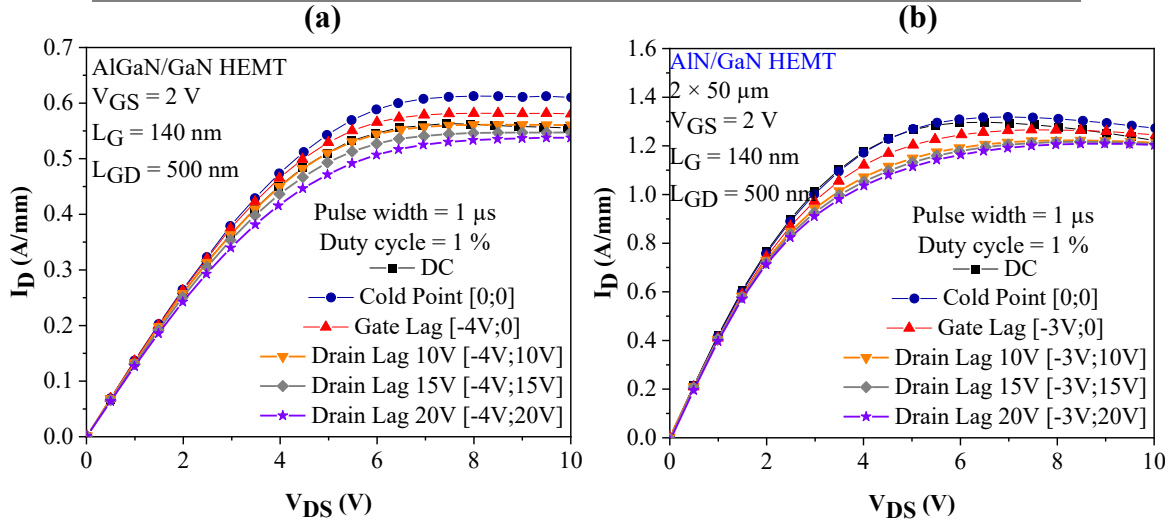 (a)
0.7
0.6
0.5
0.4
0.3
0.2
0.1
0.0
I_D (A/mm)
AlGaN/GaN HEMT
V_GS = 2 V
L_G = 140 nm
L_GD = 500 nm
Pulse width = 1 µs
Duty cycle = 1 %
DC
Cold Point [0;0]
Gate Lag [-4V;0]
Drain Lag 10V [-4V;10V]
Drain Lag 15V [-4V;15V]
Drain Lag 20V [-4V;20V]
0 2 4 6 8 10
V_DS (V)
(b)
1.6
1.4
1.2
1.0
0.8
0.6
0.4
0.2
0.0
I_D (A/mm)
AlN/GaN HEMT
2 × 50 µm
V_GS = 2 V
L_G = 140 nm
L_GD = 500 nm
Pulse width = 1 µs
Duty cycle = 1 %
DC
Cold Point [0;0]
Gate Lag [-3V;0]
Drain Lag 10V [-3V;10V]
Drain Lag 15V [-3V;15V]
Drain Lag 20V [-3V;20V]
0 2 4 6 8 10
V_DS (V)